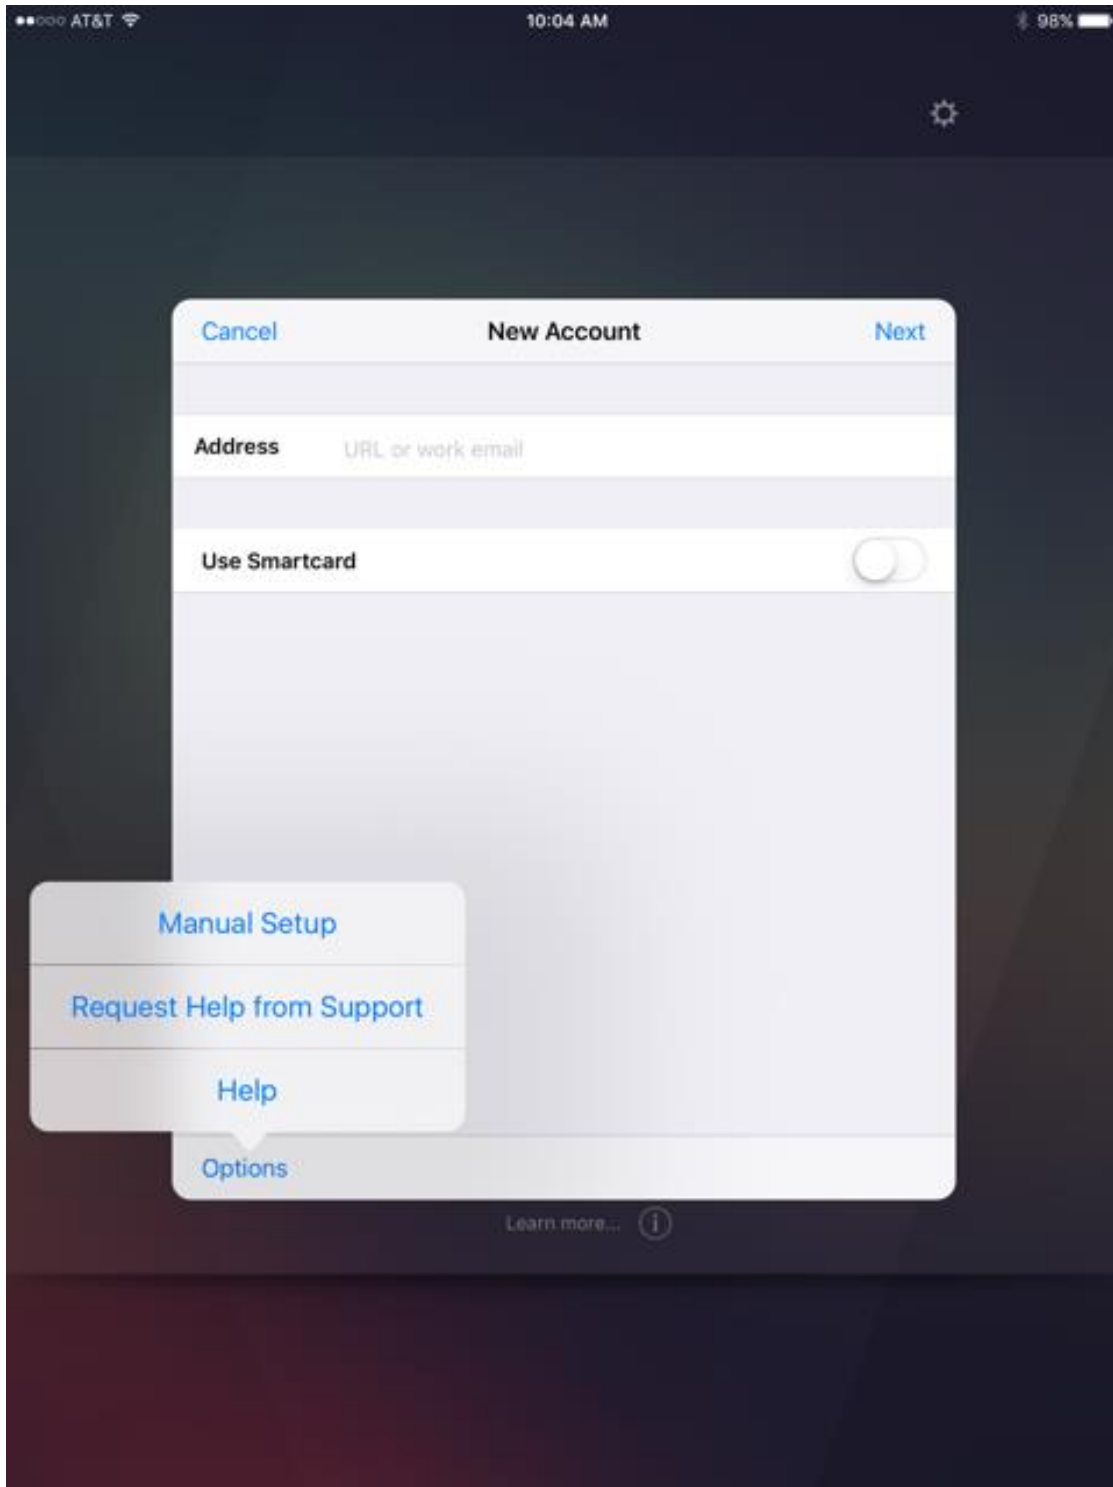 AT&T
10:04 AM
98%
Cancel New Account Next
Address URL or work email
Use Smartcard
Manual Setup
Request Help from Support
Help
Options
Learn more...